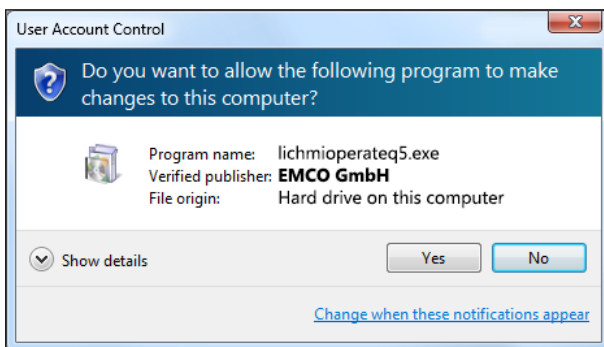 User Account Control
Do you want to allow the following program to make
changes to this computer?
Program name: lichmioperateq5.exe
Verified publisher: EMCO GmbH
File origin: Hard drive on this computer
Show details
Yes
No
Change when these notifications appear